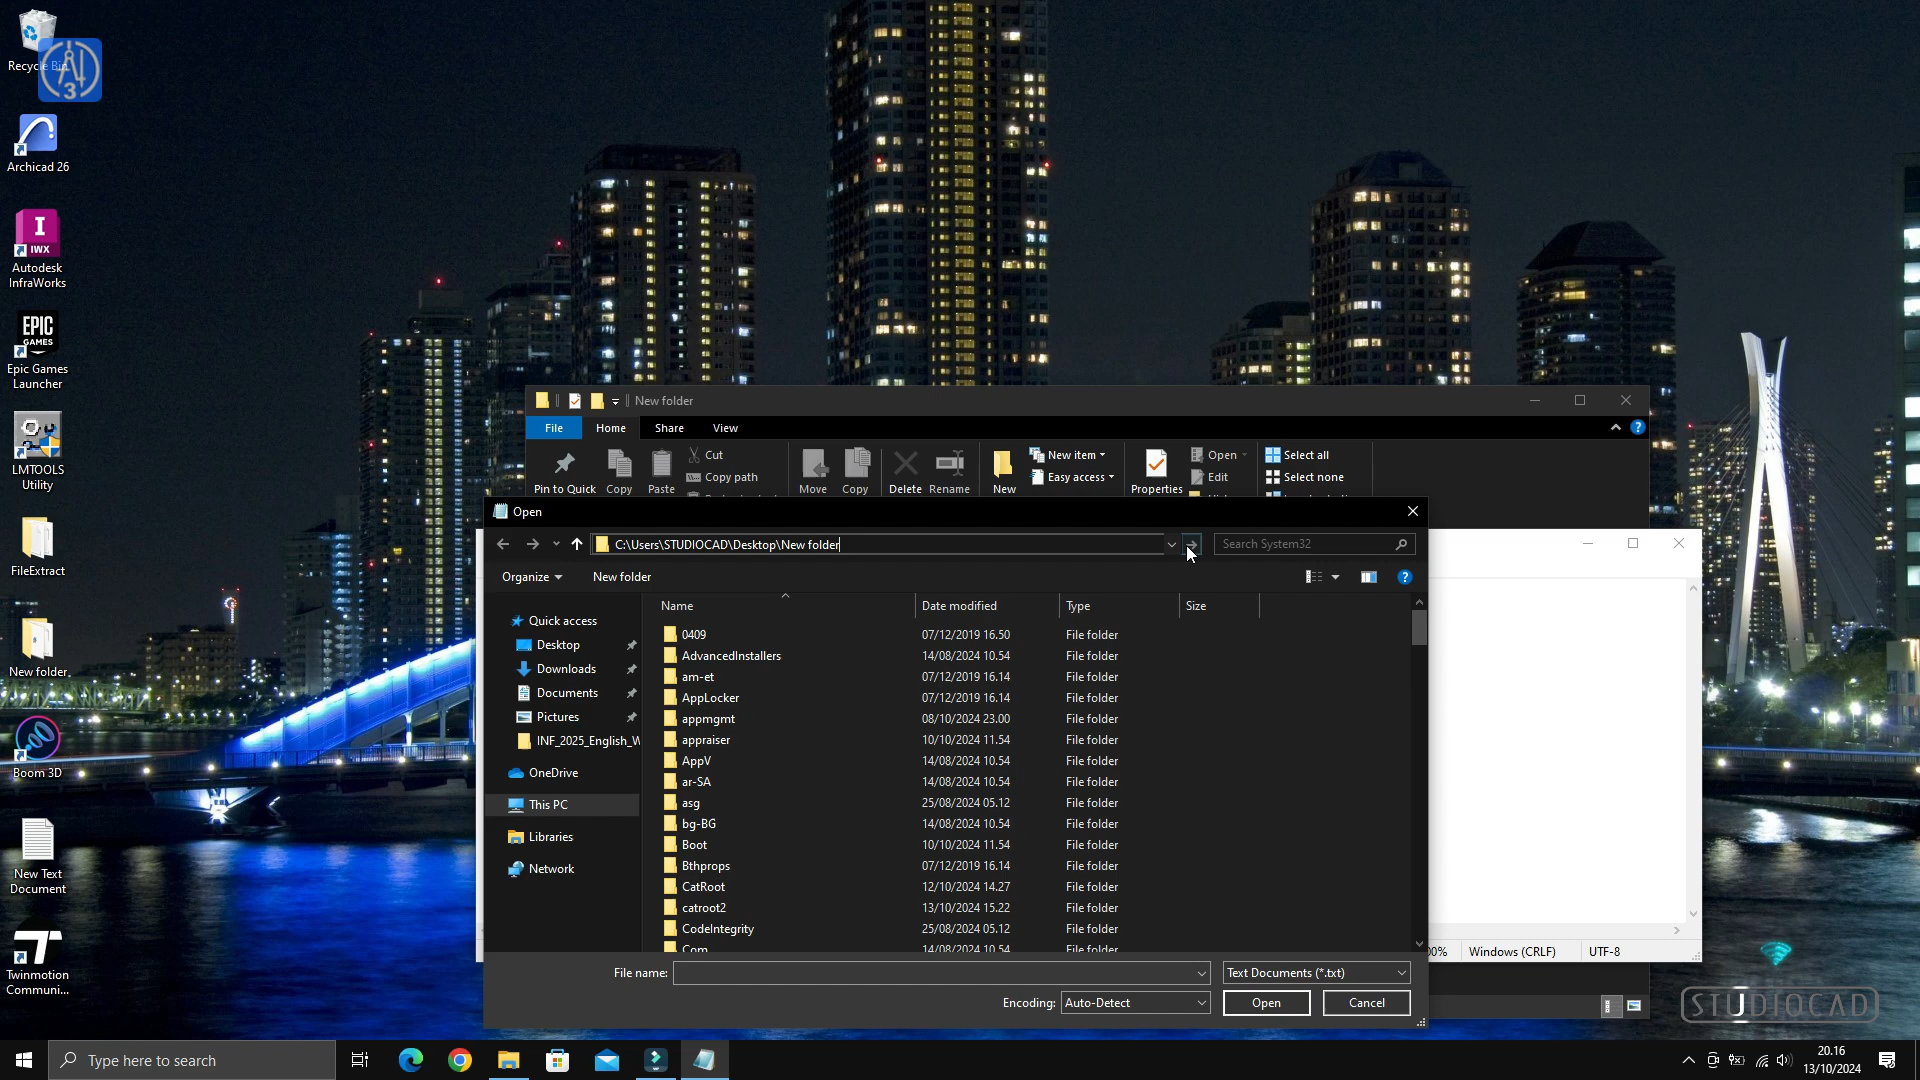 Recycle Bin
3
Archicad 26
I
IWX
Autodesk
InfraWorks
EPIC
GAMES
Epic Games
Launcher
LMTOOLS
Utility
FileExtract
New folder
Boom 3D
New Text
Document
Twinmotion
Communi...
New folder
File
Home
Share
View
Pin to Quick
Copy
Paste
Cut
Copy path
Move
Copy
Delete
Rename
New
New item
Easy access
Properties
Open
Edit
Select all
Select none
Open
C:\Users\STUDIOCAD\Desktop\New folder
Search System32
Organize
New folder
Quick access
Desktop
Downloads
Documents
Pictures
INF_2025_English_W
OneDrive
This PC
Libraries
Network
Name Date modified Type Size
0409 07/12/2019 16.50 File folder
AdvancedInstallers 14/08/2024 10.54 File folder
am-et 07/12/2019 16.14 File folder
AppLocker 07/12/2019 16.14 File folder
appmgmt 08/10/2024 23.00 File folder
appraiser 10/10/2024 11.54 File folder
AppV 14/08/2024 10.54 File folder
ar-SA 14/08/2024 10.54 File folder
asg 25/08/2024 05.12 File folder
bg-BG 14/08/2024 10.54 File folder
Boot 10/10/2024 11.54 File folder
Bthprops 07/12/2019 16.14 File folder
CatRoot 12/10/2024 14.27 File folder
catroot2 13/10/2024 15.22 File folder
CodeIntegrity 25/08/2024 05.12 File folder
Com 14/08/2024 10.54 File folder
File name:
Text Documents (*.txt)
Encoding: Auto-Detect
Open
Cancel
00%
Windows (CRLF)
UTF-8
STUDIOCAD
Type here to search
20.16
13/10/2024